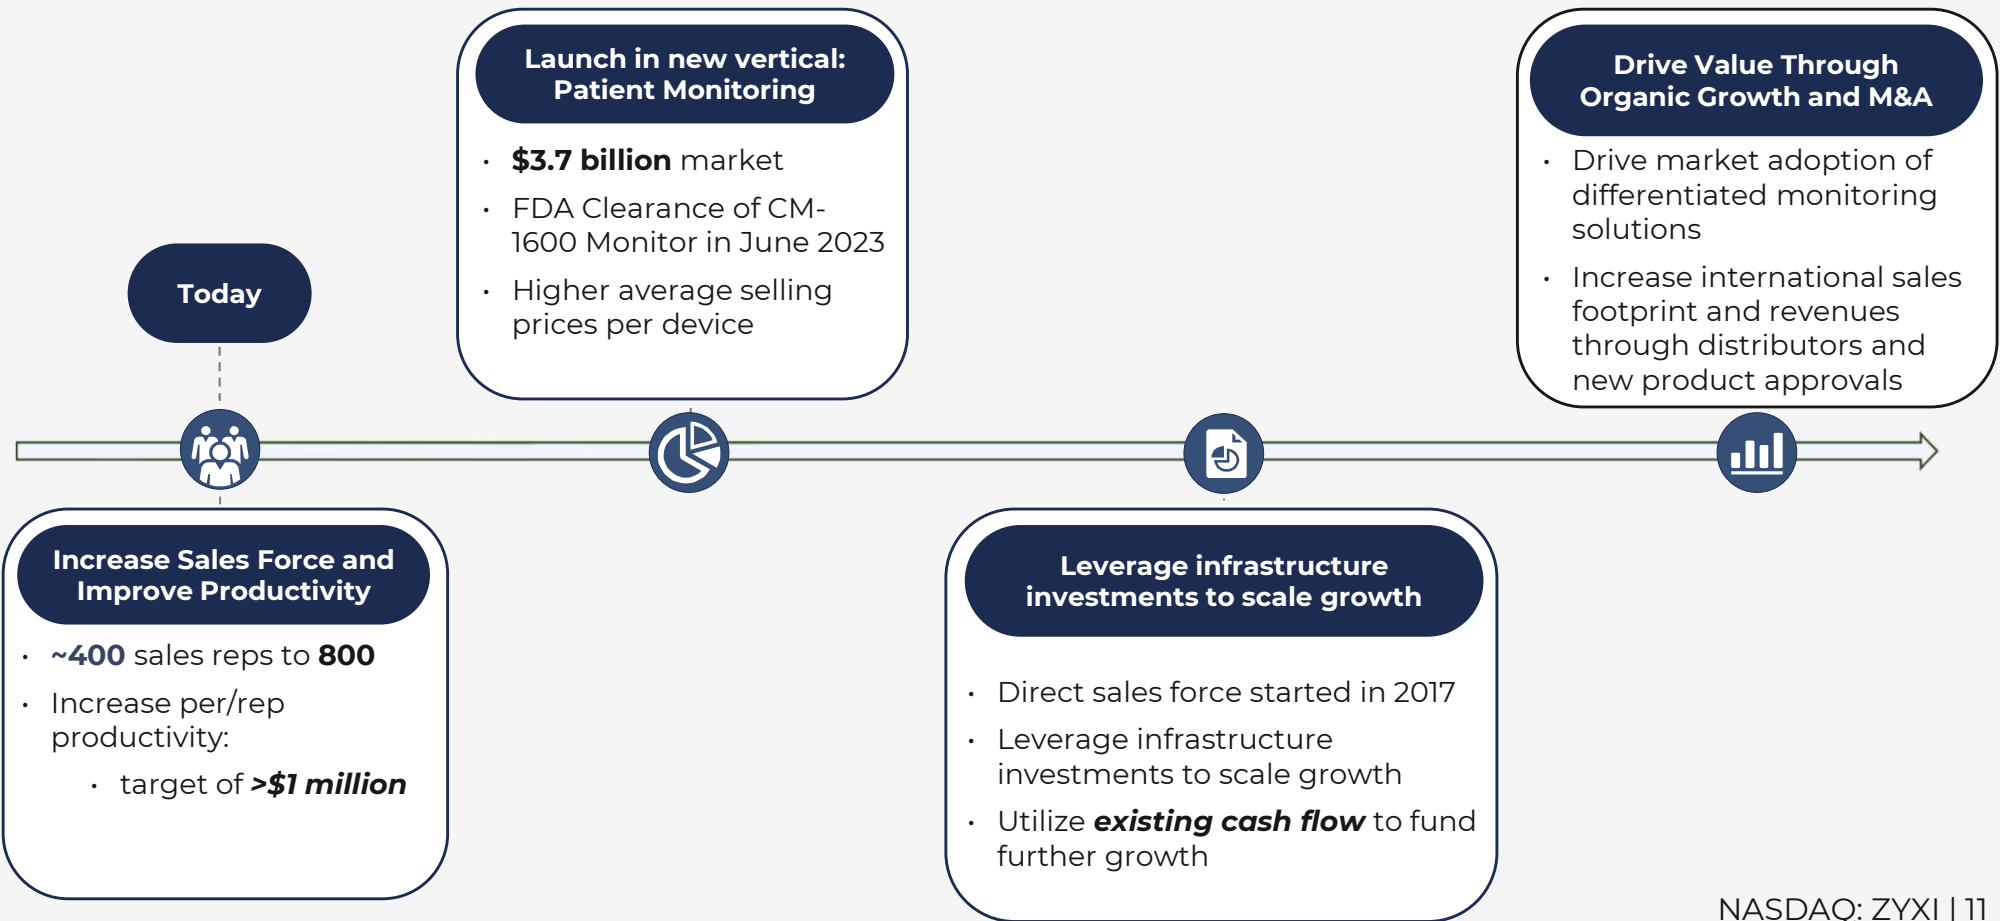 Today
Increase Sales Force and
Improve Productivity
· ~400 sales reps to 800
· Increase per/rep
productivity:
· target of >$1 million
Launch in new vertical:
Patient Monitoring
· $3.7 billion market
· FDA Clearance of CM-
1600 Monitor in June 2023
· Higher average selling
prices per device
Leverage infrastructure
investments to scale growth
· Direct sales force started in 2017
· Leverage infrastructure
investments to scale growth
· Utilize existing cash flow to fund
further growth
Drive Value Through
Organic Growth and M&A
· Drive market adoption of
differentiated monitoring
solutions
· Increase international sales
footprint and revenues
through distributors and
new product approvals
NASDAQ: ZYXI | 11